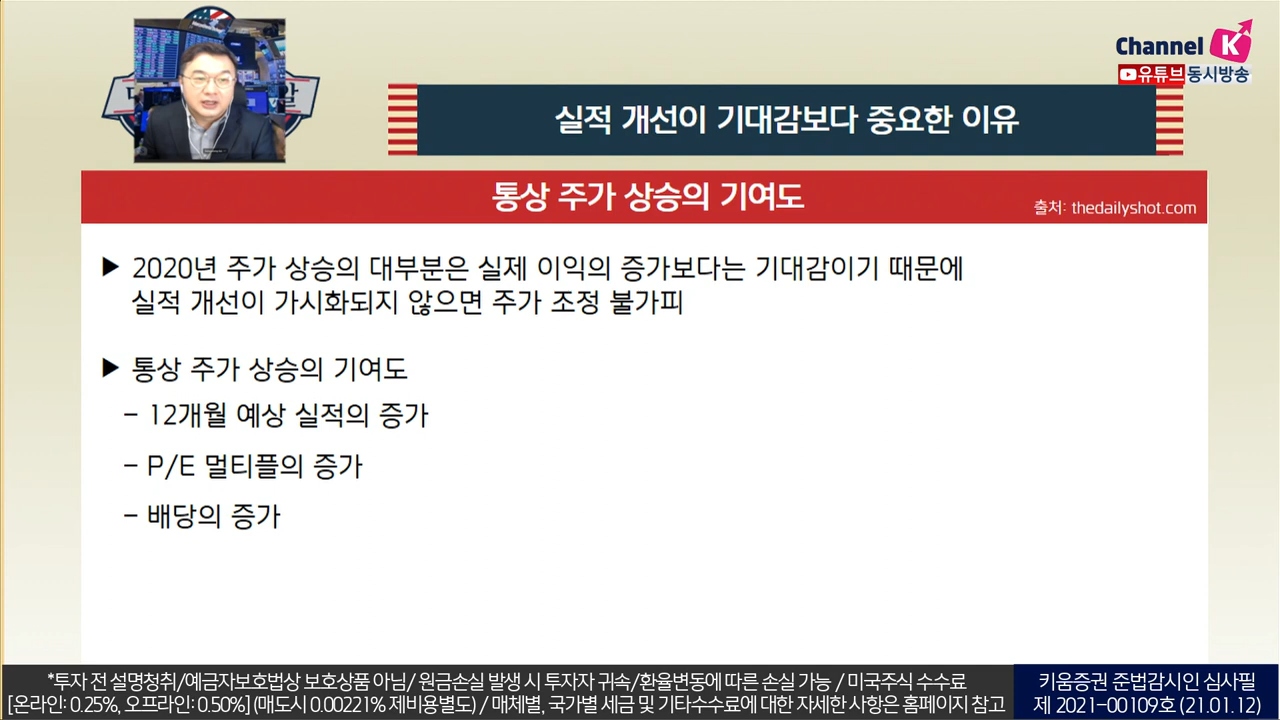 Channel K
유튜브 동시방송
실적 개선이 기대감보다 중요한 이유
통상 주가 상승의 기여도
출처: thedailyshot.com
▶ 2020년 주가 상승의 대부분은 실제 이익의 증가보다는 기대감이기 때문에
실적 개선이 가시화되지 않으면 주가 조정 불가피
▶ 통상 주가 상승의 기여도
- 12개월 예상 실적의 증가
- P/E 멀티플의 증가
- 배당의 증가
*투자 전 설명청취/예금자보호법상 보호상품 아님/ 원금손실 발생 시 투자자 귀속/환율변동에 따른 손실 가능 / 미국주식 수수료
[온라인: 0.25%, 오프라인: 0.50%] (매도시 0.00221% 제비용별도) / 매체별, 국가별 세금 및 기타수수료에 대한 자세한 사항은 홈페이지 참고
키움증권 준법감시인 심사필
제 2021-00109호 (21.01.12)